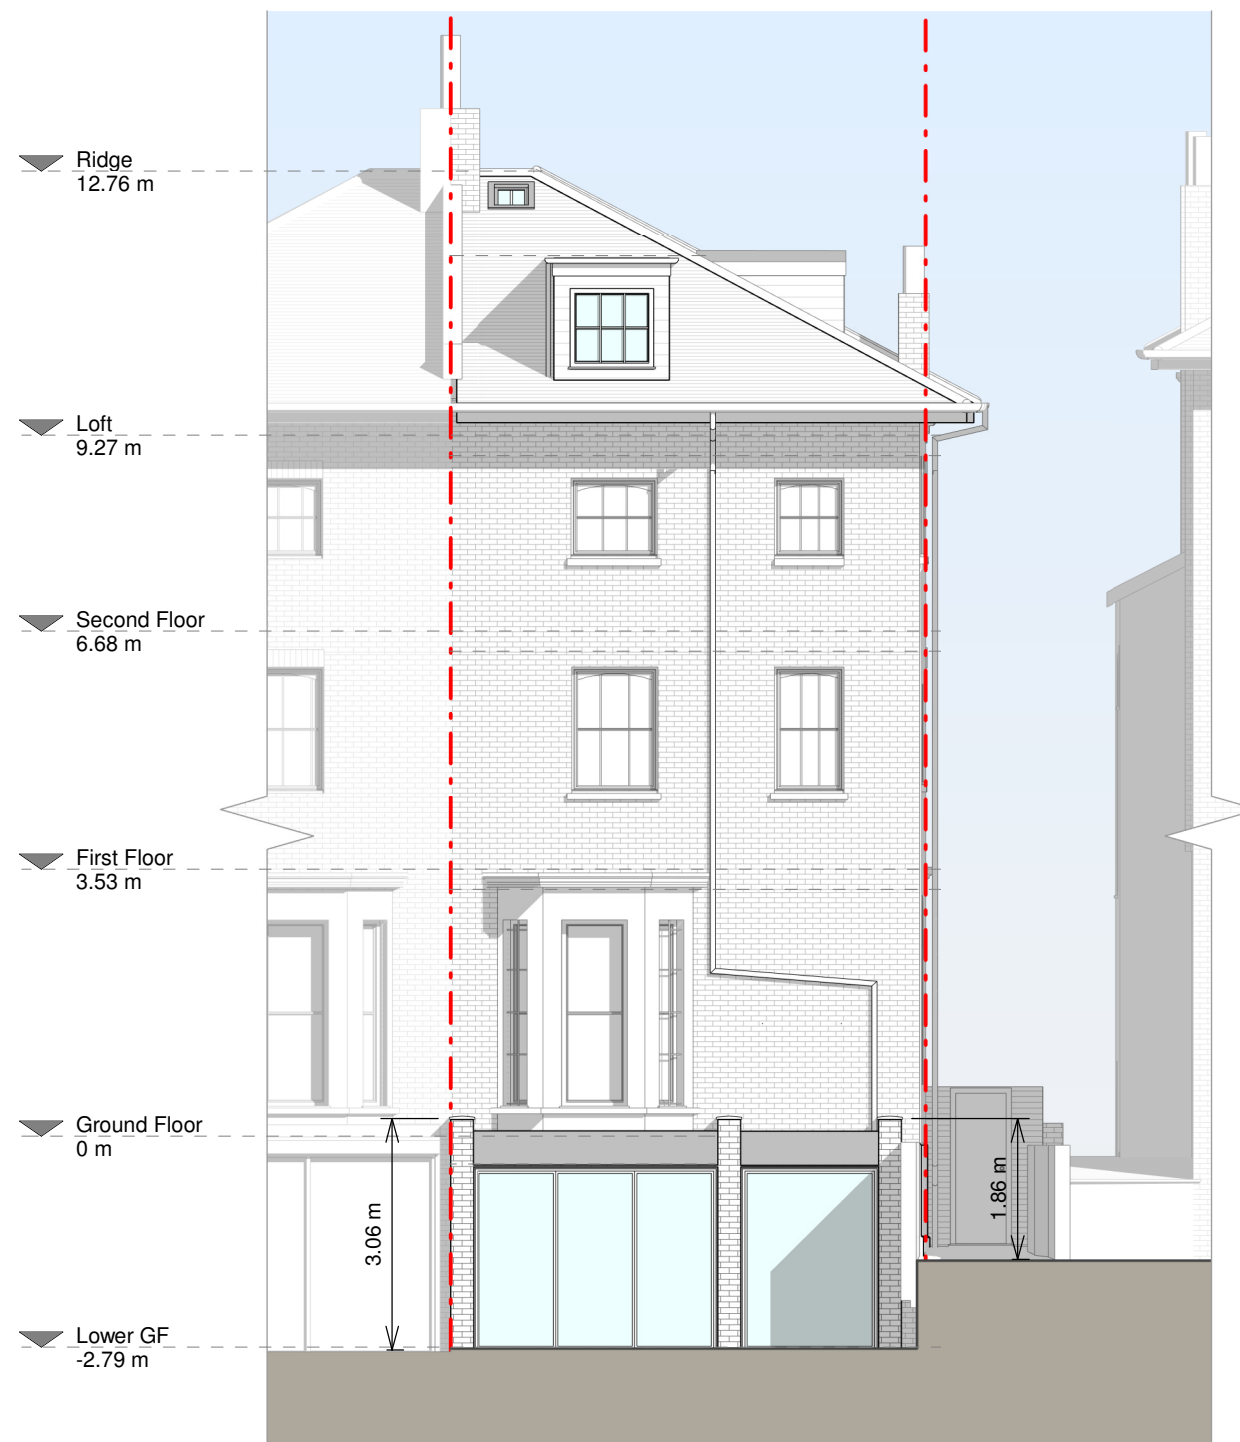 Ridge
12.76 m
Loft
9.27 m
Second Floor
6.68 m
First Floor
3.53 m
Ground Floor
0 m
3.06 m
1.86 m
Lower GF
-2.79 m